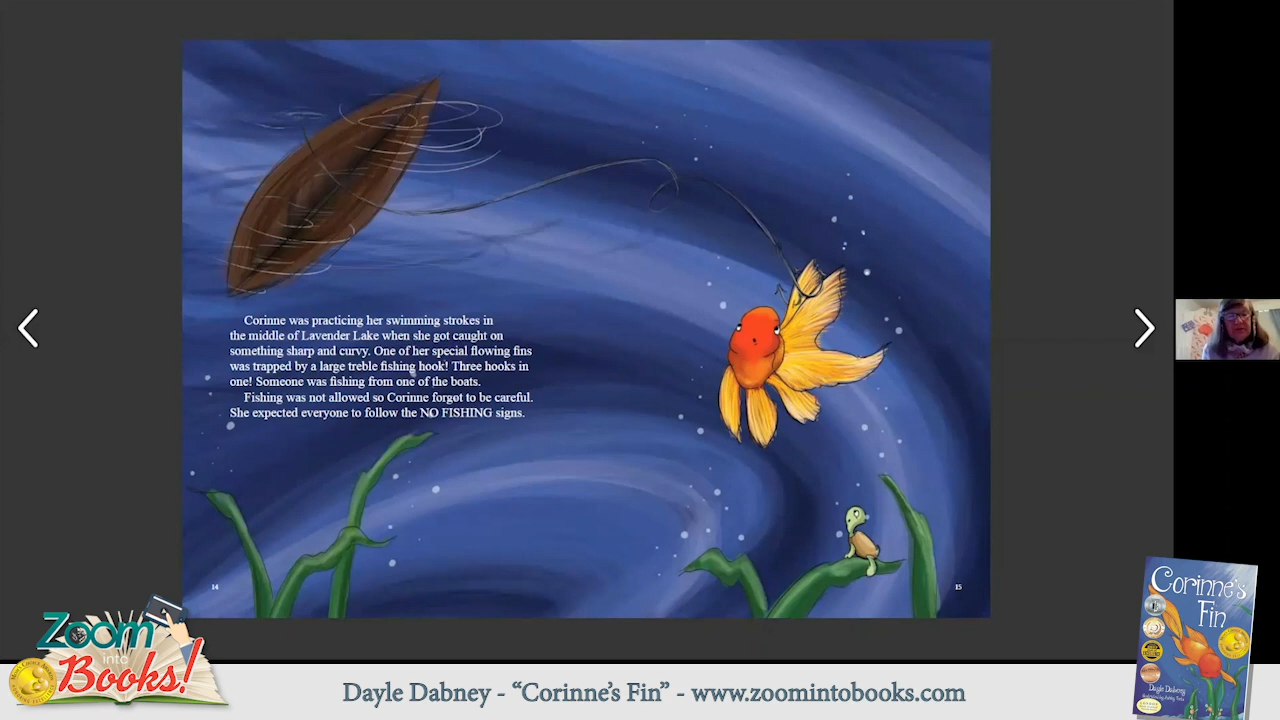 Corinne was practicing her swimming strokes in
the middle of Lavender Lake when she got caught on
something sharp and curvy. One of her special flowing fins
was trapped by a large treble fishing hook! Three hooks in
one! Someone was fishing from one of the boats.
Fishing was not allowed so Corinne forgot to be careful.
She expected everyone to follow the NO FISHING signs.
14
15
Zoom
into
Books!
Corinne's
Fin
Dayle Dabney
Dayle Dabney - “Corinne’s Fin” - www.zoomintobooks.com